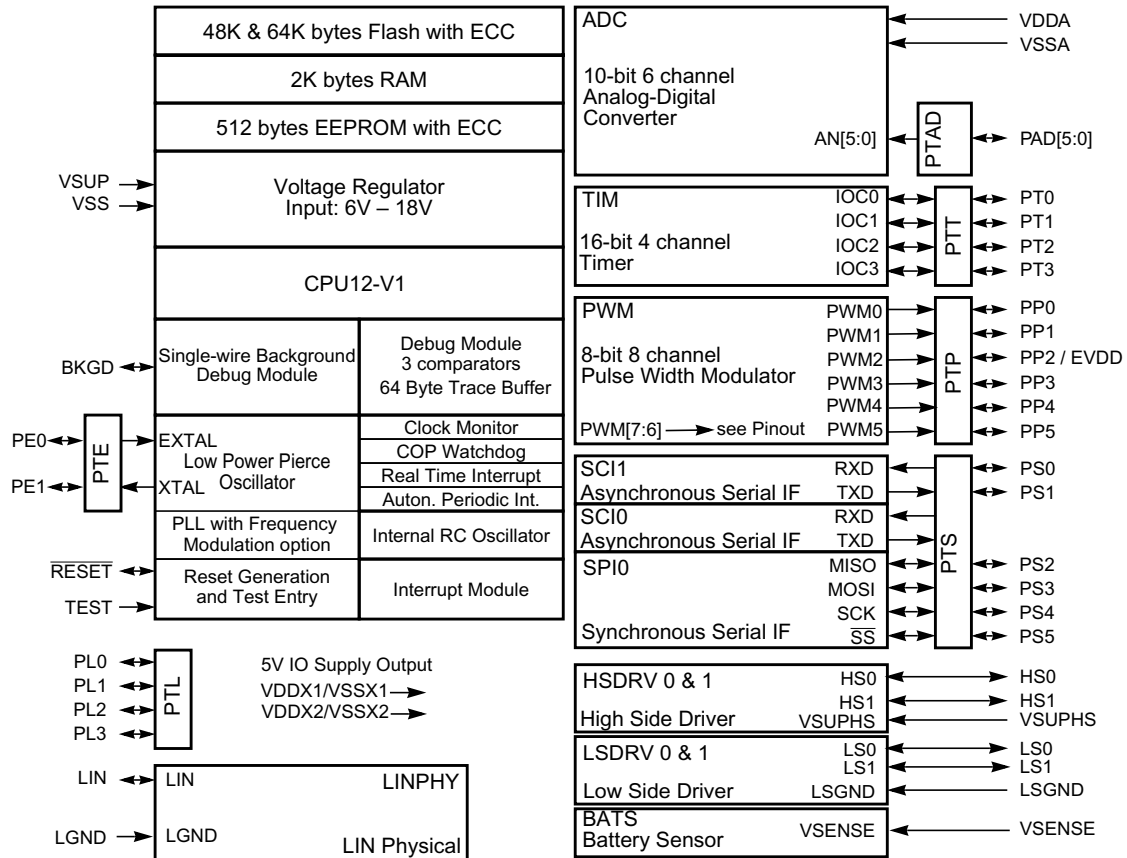 48K & 64K bytes Flash with ECC
2K bytes RAM
512 bytes EEPROM with ECC
VSUP
VSS
Voltage Regulator
Input: 6V – 18V
CPU12-V1
BKGD
Single-wire Background
Debug Module
Debug Module
3 comparators
64 Byte Trace Buffer
PE0
PE1
PTE
EXTAL
Low Power Pierce
Oscillator
XTAL
Clock Monitor
COP Watchdog
Real Time Interrupt
Auton. Periodic Int.
PLL with Frequency
Modulation option
Internal RC Oscillator
RESET
TEST
Reset Generation
and Test Entry
Interrupt Module
PL0
PL1
PL2
PL3
PTL
5V IO Supply Output
VDDX1/VSSX1
VDDX2/VSSX2
LIN
LIN
LINPHY
LGND
LGND
LIN Physical
ADC
10-bit 6 channel
Analog-Digital
Converter
AN[5:0]
PTAD
VDDA
VSSA
PAD[5:0]
TIM
16-bit 4 channel
Timer
IOC0
IOC1
IOC2
IOC3
PTT
PT0
PT1
PT2
PT3
PWM
8-bit 8 channel
Pulse Width Modulator
PWM[7:6] see Pinout
PWM0
PWM1
PWM2
PWM3
PWM4
PWM5
PTP
PP0
PP1
PP2 / EVDD
PP3
PP4
PP5
SCI1
Asynchronous Serial IF
RXD
TXD
SCI0
Asynchronous Serial IF
RXD
TXD
SPI0
Synchronous Serial IF
MISO
MOSI
SCK
SS
PTS
PS0
PS1
PS2
PS3
PS4
PS5
HSDRV 0 & 1
High Side Driver
HS0
HS1
VSUPHS
HS0
HS1
VSUPHS
LSDRV 0 & 1
Low Side Driver
LS0
LS1
LSGND
LS0
LS1
LSGND
BATS
Battery Sensor
VSENSE
VSENSE